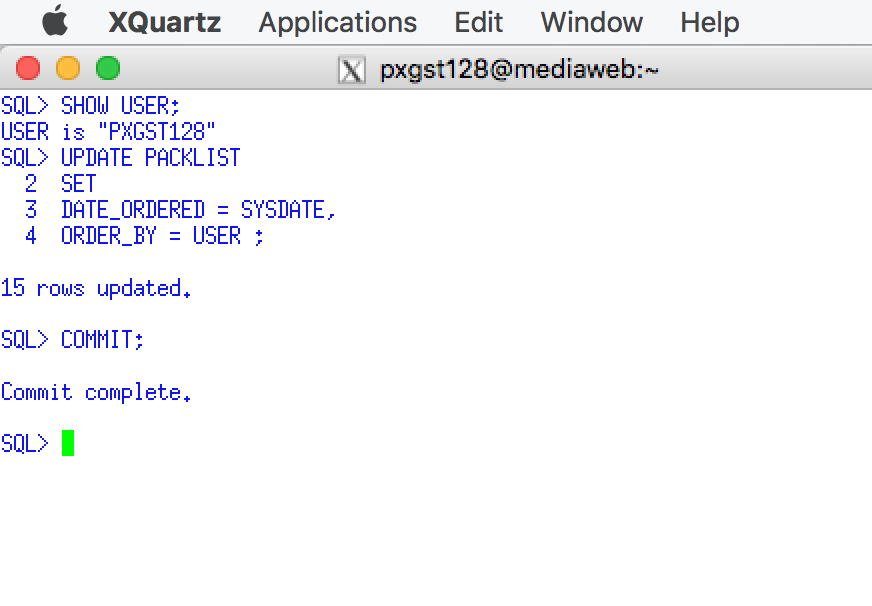 XQuartz Applications Edit Window Help
pxgst128@mediaweb:~
SQL> SHOW USER;
USER is "PXGST128"
SQL> UPDATE PACKLIST
  2  SET
  3  DATE_ORDERED = SYSDATE,
  4  ORDER_BY = USER ;
15 rows updated.
SQL> COMMIT;
Commit complete.
SQL>